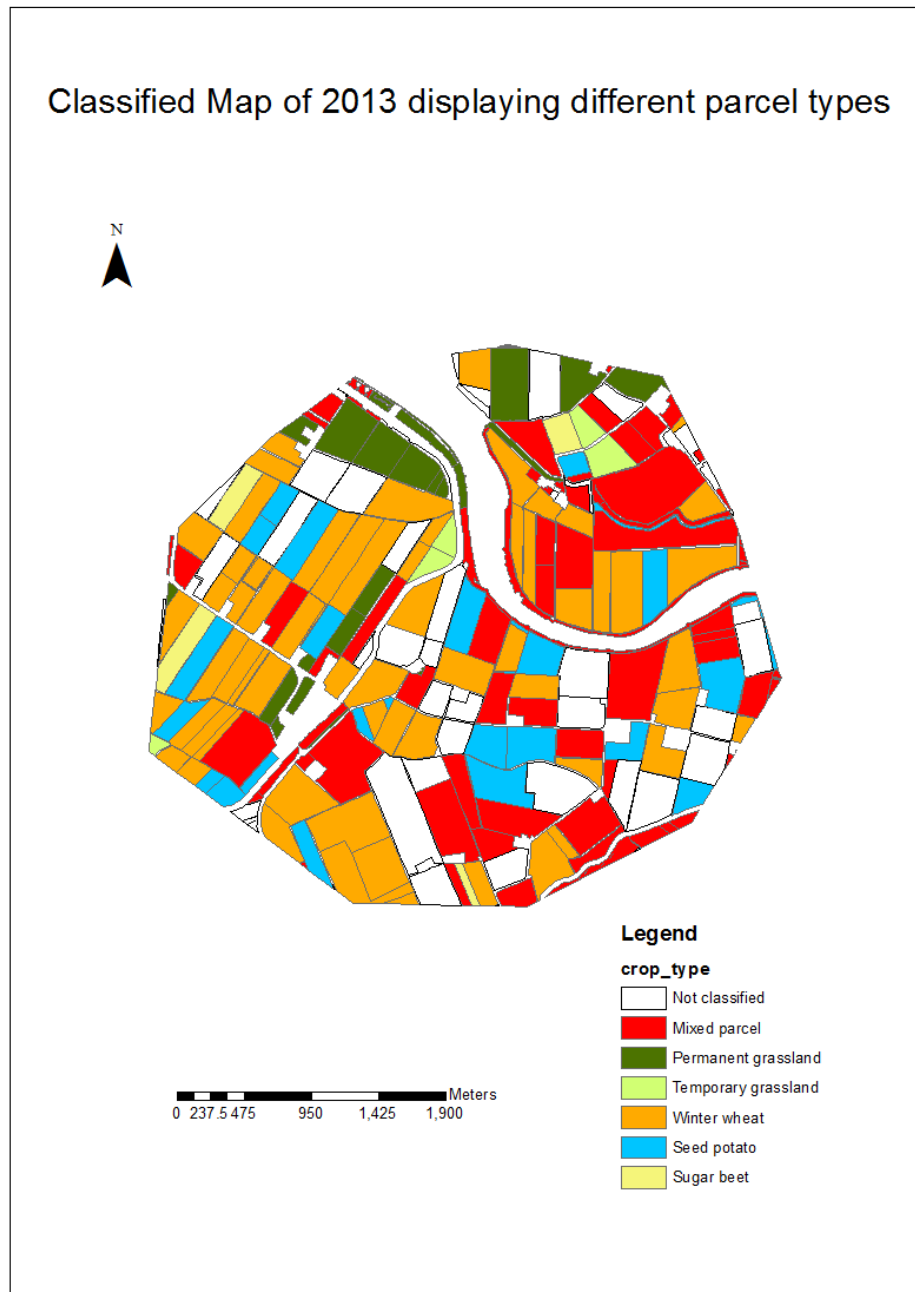 Classified Map of 2013 displaying different parcel types
N
Legend
crop_type
Not classified
Mixed parcel
Permanent grassland
Temporary grassland
Winter wheat
Seed potato
Sugar beet
Meters
0 237.5 475 950 1,425 1,900